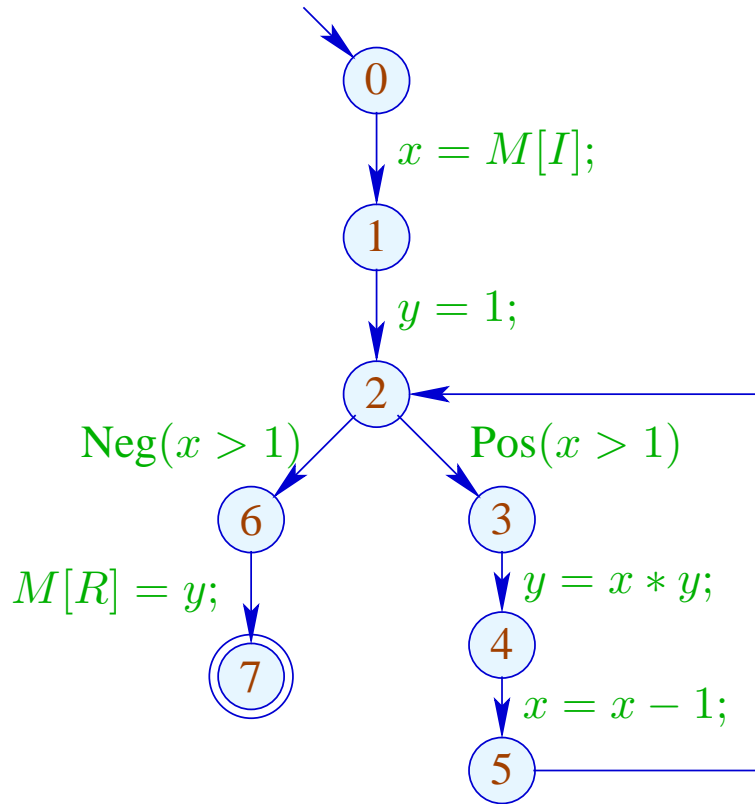 0
x = M[I];
1
y = 1;
2
Neg(x > 1)
Pos(x > 1)
6
3
M[R] = y;
y = x ∗ y;
7
4
x = x − 1;
5